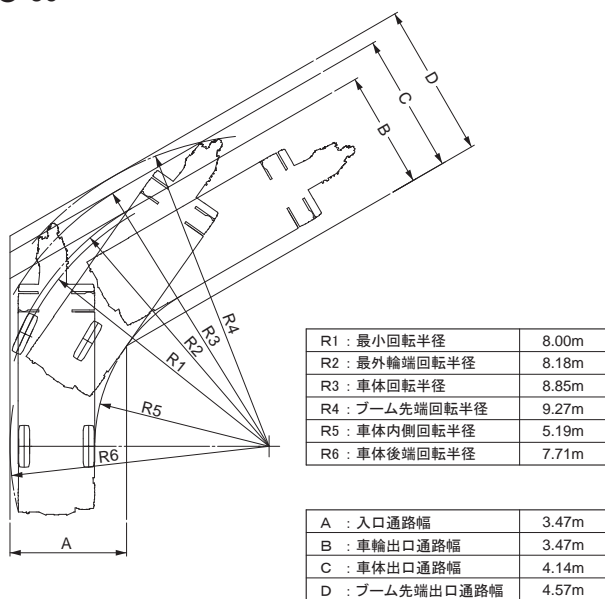 D
C
B
R4
R3
R2
R1
R5
R6
A
R1 : 最小回転半径 8.00m
R2 : 最外輪端回転半径 8.18m
R3 : 車体回転半径 8.85m
R4 : ブーム先端回転半径 9.27m
R5 : 車体内側回転半径 5.19m
R6 : 車体後端回転半径 7.71m
A : 入口通路幅 3.47m
B : 車輪出口通路幅 3.47m
C : 車体出口通路幅 4.14m
D : ブーム先端出口通路幅 4.57m